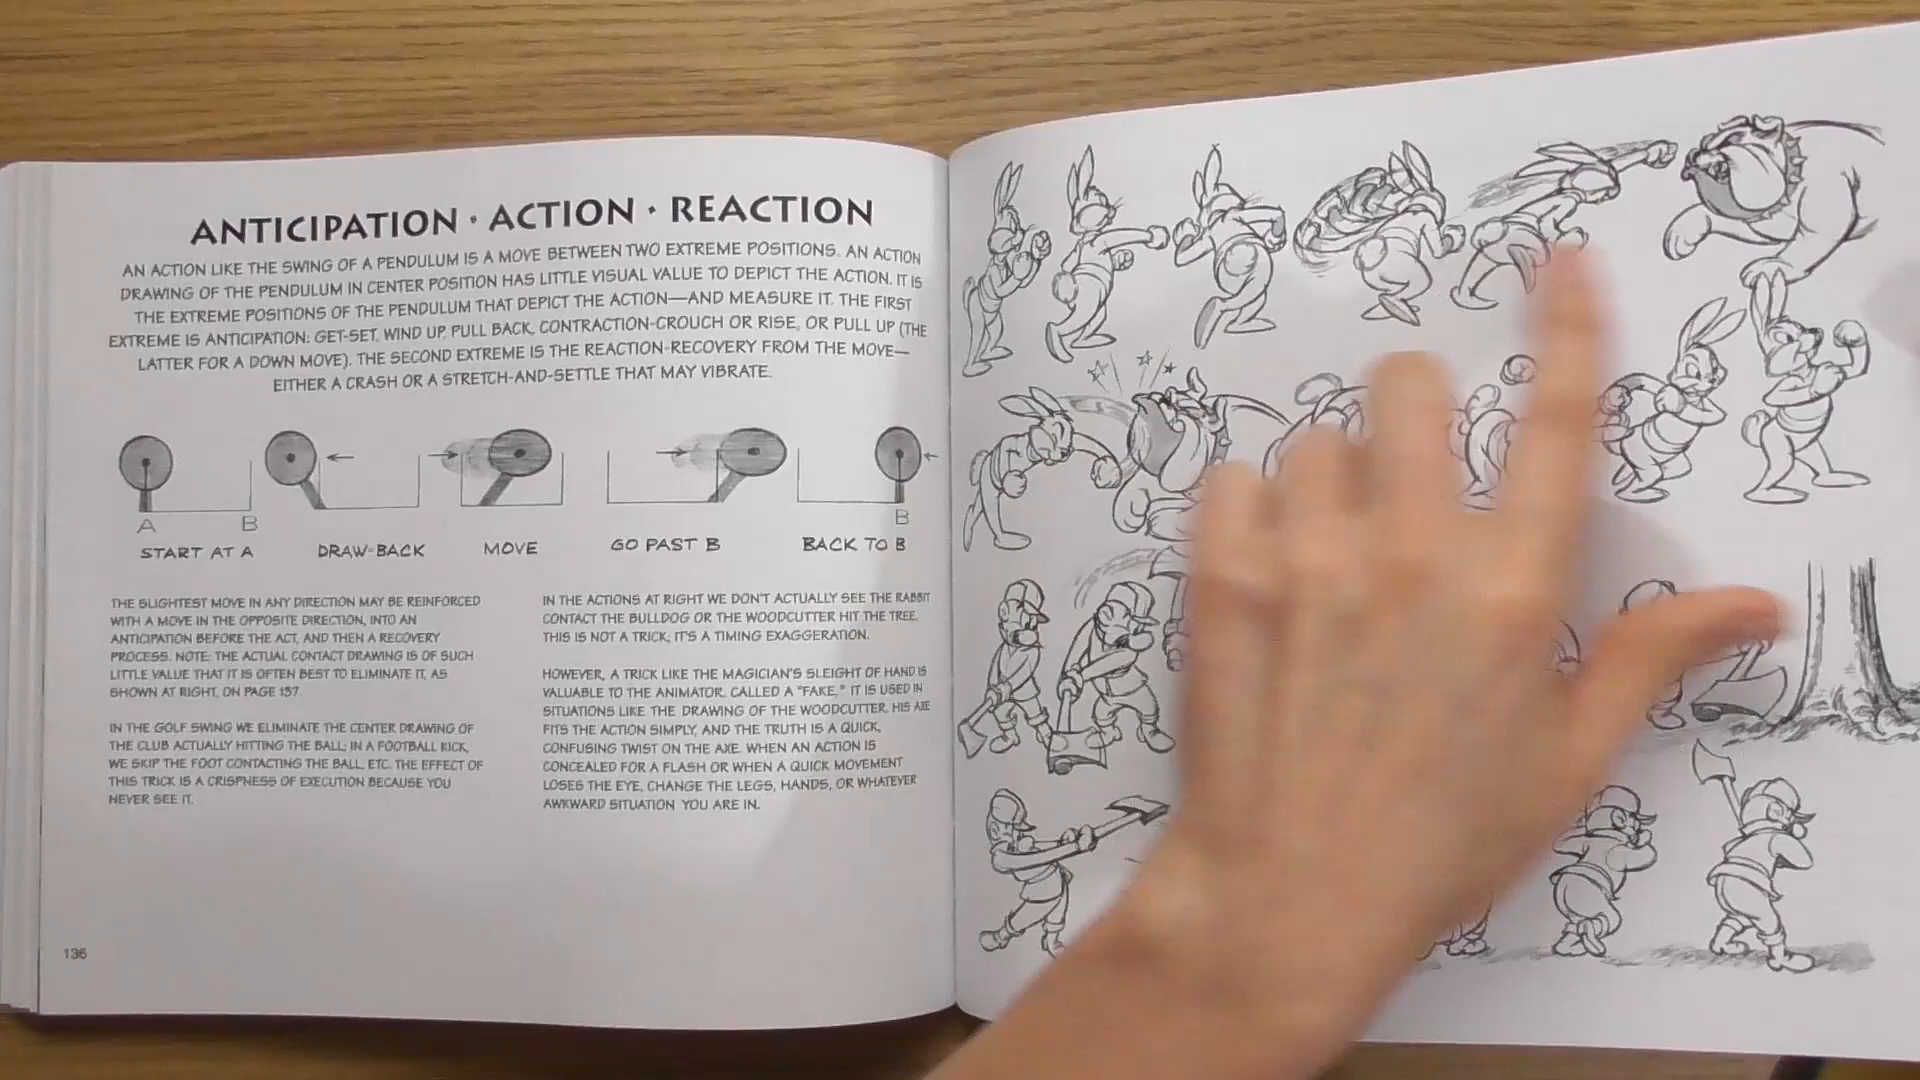 ANTICIPATION · ACTION · REACTION
AN ACTION LIKE THE SWING OF A PENDULUM IS A MOVE BETWEEN TWO EXTREME POSITIONS. AN ACTION
DRAWING OF THE PENDULUM IN CENTER POSITION HAS LITTLE VISUAL VALUE TO DEPICT THE ACTION. IT IS
THE EXTREME POSITIONS OF THE PENDULUM THAT DEPICT THE ACTION—AND MEASURE IT. THE FIRST
EXTREME IS ANTICIPATION: GET-SET, WIND UP, PULL BACK, CONTRACTION-CROUCH OR RISE, OR PULL UP (THE
LATTER FOR A DOWN MOVE). THE SECOND EXTREME IS THE REACTION-RECOVERY FROM THE MOVE—
EITHER A CRASH OR A STRETCH-AND-SETTLE THAT MAY VIBRATE.
A B B
START AT A DRAW-BACK MOVE GO PAST B BACK TO B
THE SLIGHTEST MOVE IN ANY DIRECTION MAY BE REINFORCED
WITH A MOVE IN THE OPPOSITE DIRECTION, INTO AN
ANTICIPATION BEFORE THE ACT, AND THEN A RECOVERY
PROCESS. NOTE: THE ACTUAL CONTACT DRAWING IS OF SUCH
LITTLE VALUE THAT IT IS OFTEN BEST TO ELIMINATE IT, AS
SHOWN AT RIGHT, ON PAGE 137.
IN THE GOLF SWING WE ELIMINATE THE CENTER DRAWING OF
THE CLUB ACTUALLY HITTING THE BALL; IN A FOOTBALL KICK,
WE SKIP THE FOOT CONTACTING THE BALL, ETC. THE EFFECT OF
THIS TRICK IS A CRISPNESS OF EXECUTION BECAUSE YOU
NEVER SEE IT.
IN THE ACTIONS AT RIGHT WE DON'T ACTUALLY SEE THE RABBIT
CONTACT THE BULLDOG OR THE WOODCUTTER HIT THE TREE.
THIS IS NOT A TRICK; IT'S A TIMING EXAGGERATION.
HOWEVER, A TRICK LIKE THE MAGICIAN'S SLEIGHT OF HAND IS
VALUABLE TO THE ANIMATOR. CALLED A "FAKE," IT IS USED IN
SITUATIONS LIKE THE DRAWING OF THE WOODCUTTER. HIS AXE
FITS THE ACTION SIMPLY, AND THE TRUTH IS A QUICK,
CONFUSING TWIST ON THE AXE. WHEN AN ACTION IS
CONCEALED FOR A FLASH OR WHEN A QUICK MOVEMENT
LOSES THE EYE, CHANGE THE LEGS, HANDS, OR WHATEVER
AWKWARD SITUATION YOU ARE IN.
136